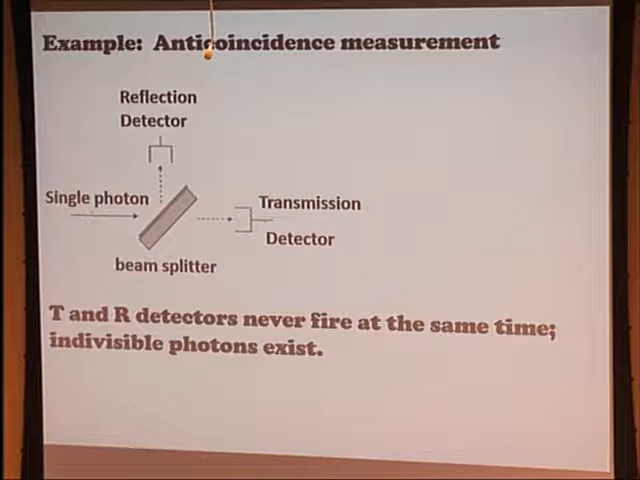 Example: Anticoincidence measurement
Reflection
Detector
Single photon
Transmission
Detector
beam splitter
T and R detectors never fire at the same time;
indivisible photons exist.